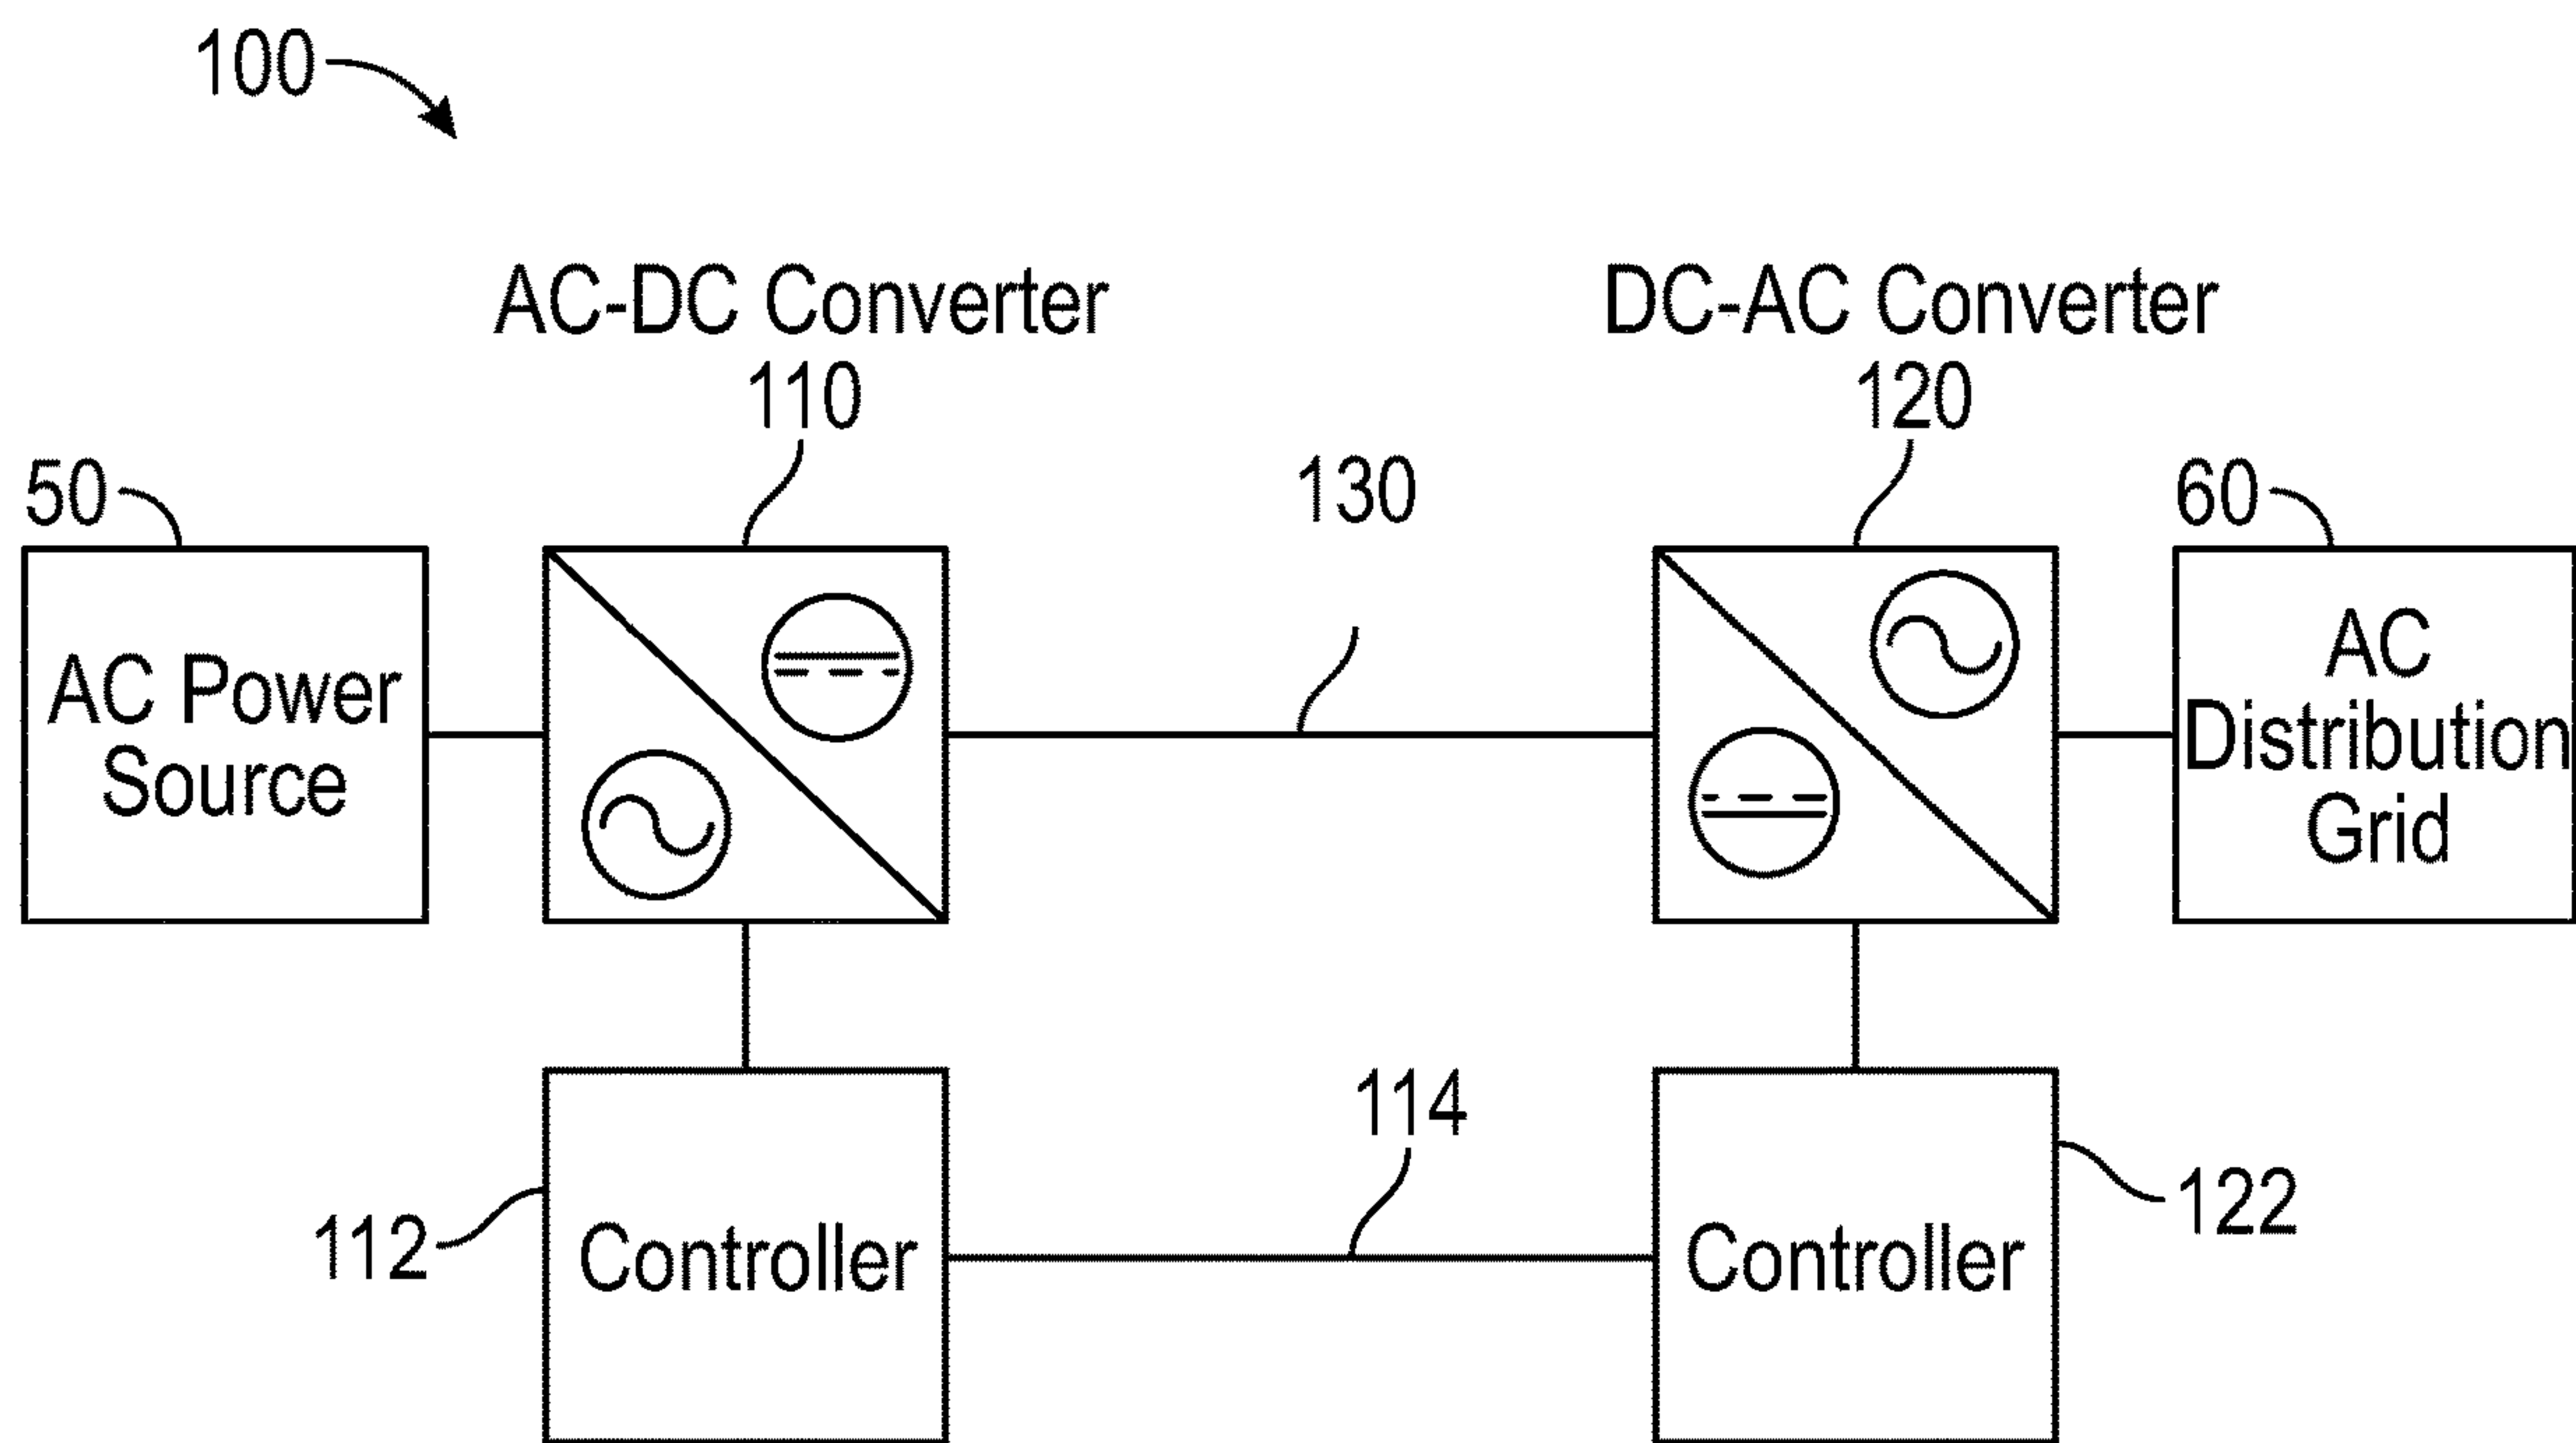 100
AC-DC Converter
110
DC-AC Converter
120
50
130
60
AC Power
Source
AC
Distribution
Grid
114
112
Controller
Controller
122